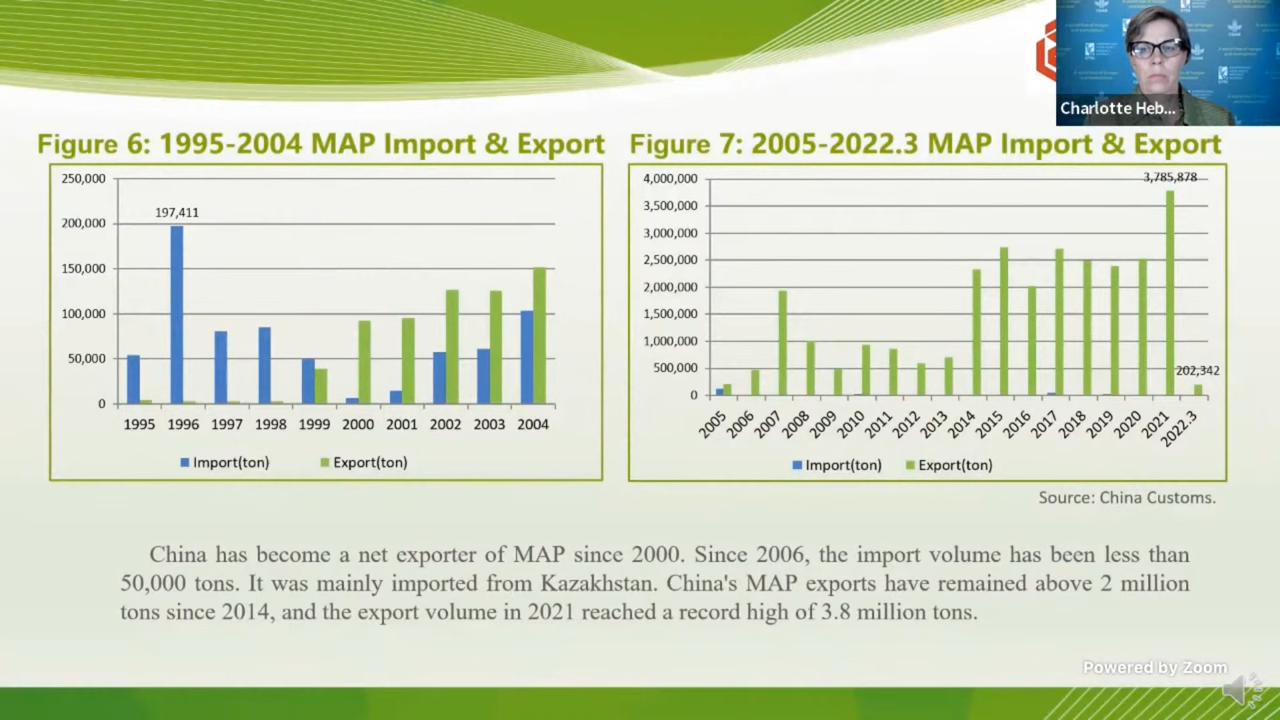 Charlotte Heb...
Figure 6: 1995-2004 MAP Import & Export
250,000
200,000
150,000
100,000
50,000
0
197,411
1995 1996 1997 1998 1999 2000 2001 2002 2003 2004
Import(ton) Export(ton)
Figure 7: 2005-2022.3 MAP Import & Export
4,000,000
3,500,000
3,000,000
2,500,000
2,000,000
1,500,000
1,000,000
500,000
0
3,785,878
202,342
2005 2006 2007 2008 2009 2010 2011 2012 2013 2014 2015 2016 2017 2018 2019 2020 2021 2022.3
Import(ton) Export(ton)
Source: China Customs.
China has become a net exporter of MAP since 2000. Since 2006, the import volume has been less than
50,000 tons. It was mainly imported from Kazakhstan. China's MAP exports have remained above 2 million
tons since 2014, and the export volume in 2021 reached a record high of 3.8 million tons.
Powered by Zoom